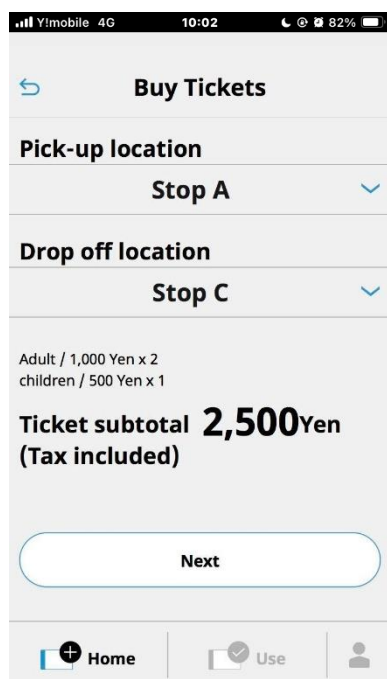 Y!mobile 4G 10:02 82%
Buy Tickets
Pick-up location
Stop A
Drop off location
Stop C
Adult / 1,000 Yen x 2
children / 500 Yen x 1
Ticket subtotal 2,500Yen
(Tax included)
Next
Home Use